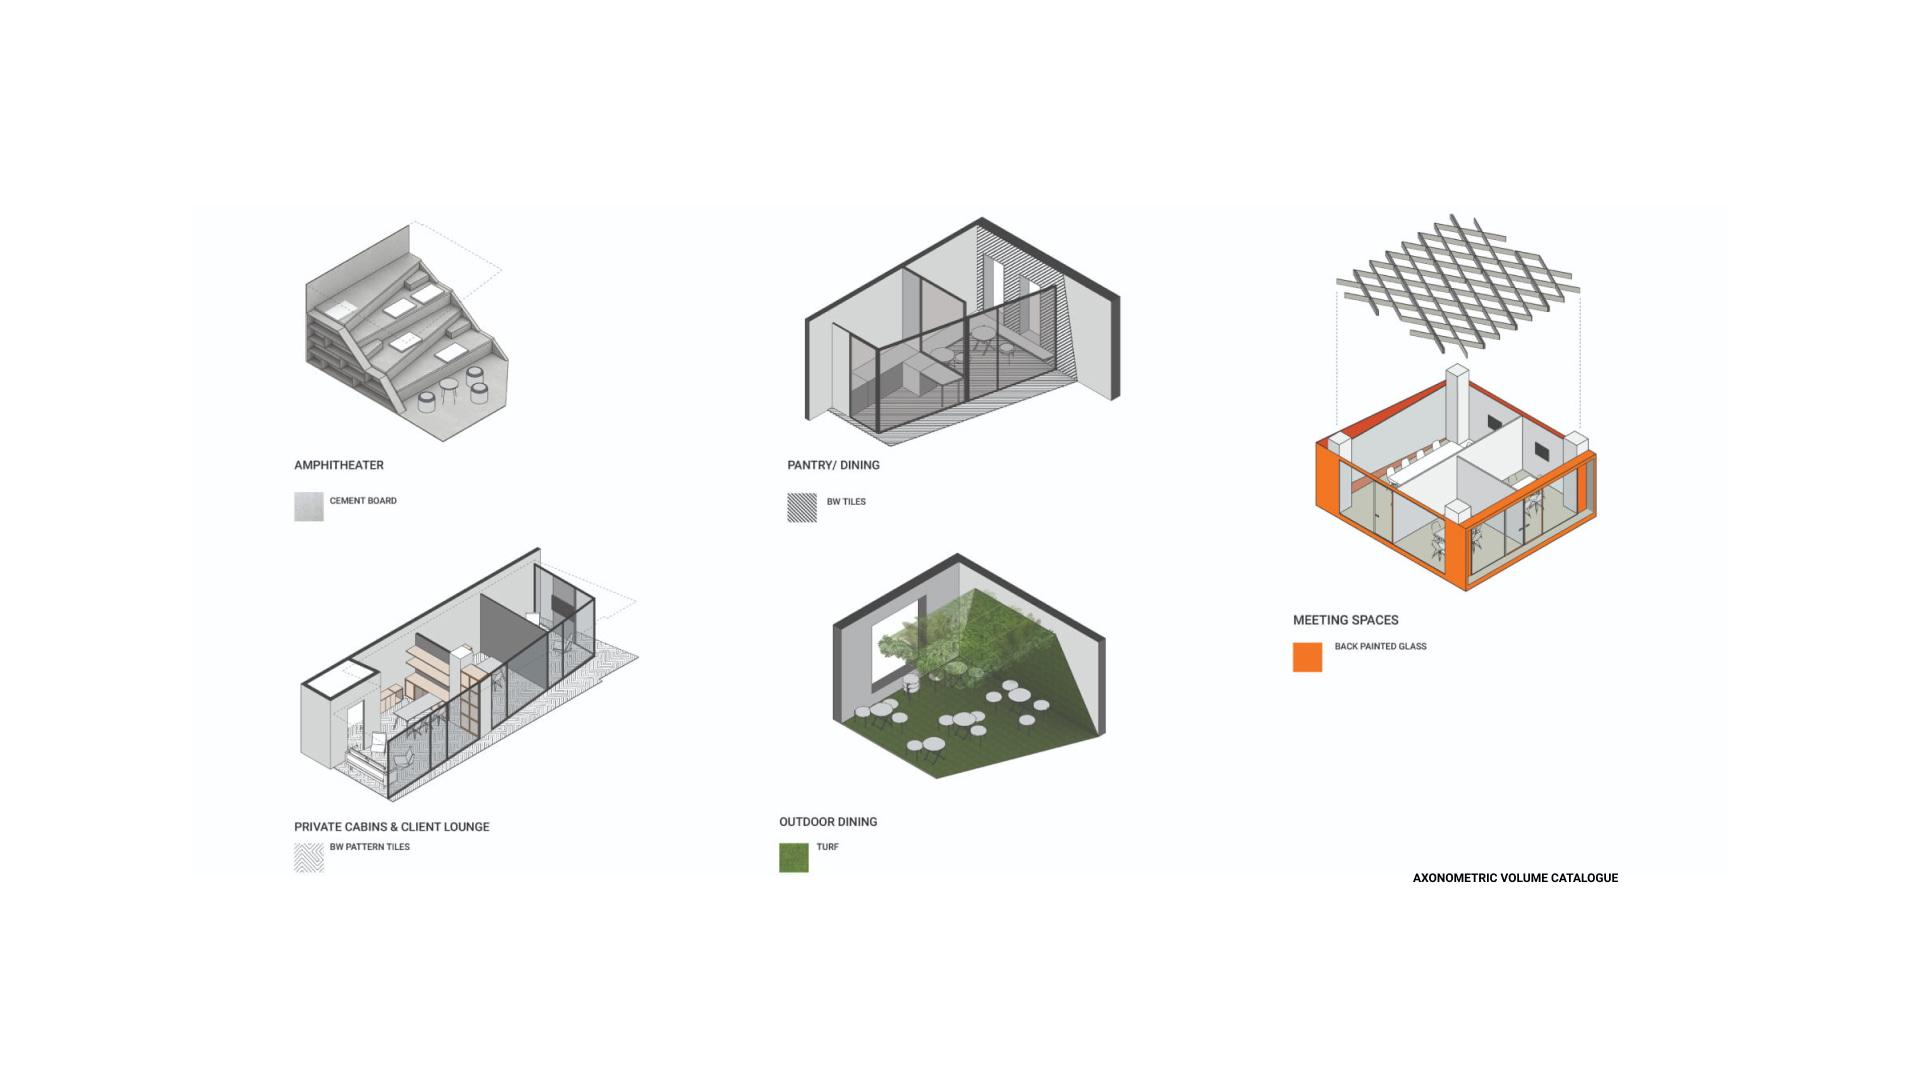 AMPHITHEATER
CEMENT BOARD
PANTRY/ DINING
BW TILES
MEETING SPACES
BACK PAINTED GLASS
PRIVATE CABINS & CLIENT LOUNGE
BW PATTERN TILES
OUTDOOR DINING
TURF
AXONOMETRIC VOLUME CATALOGUE